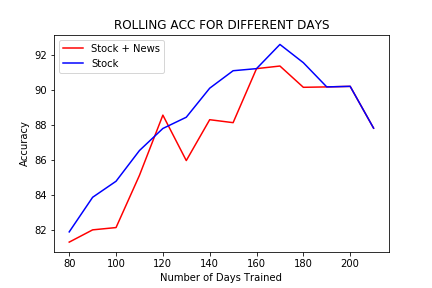 ROLLING ACC FOR DIFFERENT DAYS
Stock + News
Stock
92
90
88
86
84
82
Accuracy
80 100 120 140 160 180 200
Number of Days Trained